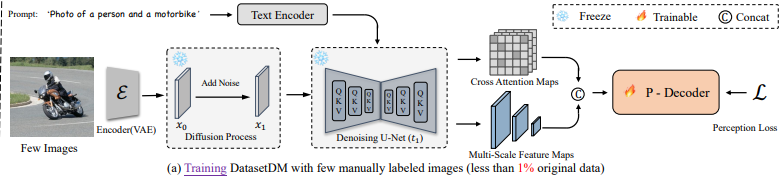 Prompt: 'Photo of a person and a motorbike'
Text Encoder
Freeze
Trainable
C Concat
Add Noise
Q K V
Q K V
Q K V
Q K V
Q K V
Q K V
Cross Attention Maps
C
ℰ
x₀
x₁
P - Decoder
ℒ
Encoder(VAE)
Diffusion Process
Denoising U-Net (t₁)
Perception Loss
Few Images
Multi-Scale Feature Maps
(a) Training DatasetDM with few manually labeled images (less than 1% original data)